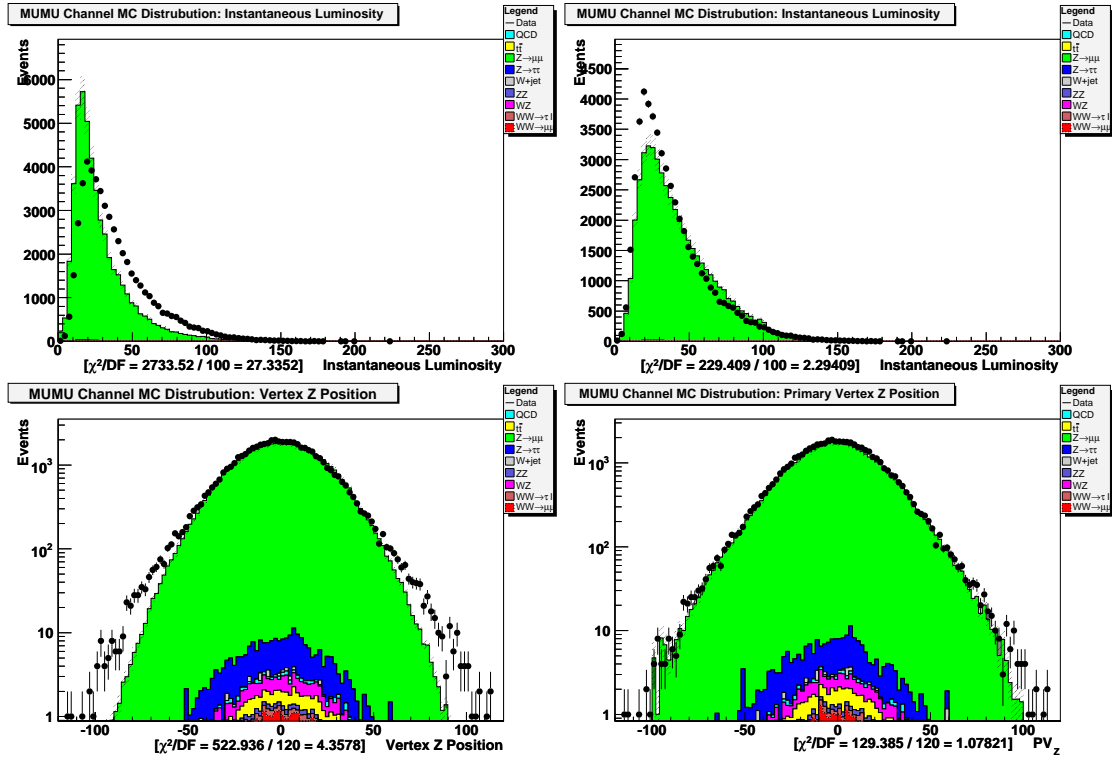 MUMU Channel MC Distrubution: Instantaneous Luminosity
Legend
Data
QCD
tt̄
Z→μμ
Z→ττ
W+jet
ZZ
WZ
WW→τ l
WW→μμ
Events
6000
5000
4000
3000
2000
1000
0
0 50 100 150 200 250 300
[χ²/DF = 2733.52 / 100 = 27.3352] Instantaneous Luminosity
MUMU Channel MC Distrubution: Instantaneous Luminosity
Legend
Data
QCD
tt̄
Z→μμ
Z→ττ
W+jet
ZZ
WZ
WW→τ l
WW→μμ
Events
4500
4000
3500
3000
2500
2000
1500
1000
500
0
0 50 100 150 200 250 300
[χ²/DF = 229.409 / 100 = 2.29409] Instantaneous Luminosity
MUMU Channel MC Distrubution: Vertex Z Position
Legend
Data
QCD
tt̄
Z→μμ
Z→ττ
W+jet
ZZ
WZ
WW→τ l
WW→μμ
Events
10³
10²
10
1
-100 -50 0 50 100
[χ²/DF = 522.936 / 120 = 4.3578] Vertex Z Position
MUMU Channel MC Distrubution: Primary Vertex Z Position
Legend
Data
QCD
tt̄
Z→μμ
Z→ττ
W+jet
ZZ
WZ
WW→τ l
WW→μμ
Events
10³
10²
10
1
-100 -50 0 50 100
[χ²/DF = 129.385 / 120 = 1.07821] PV_Z